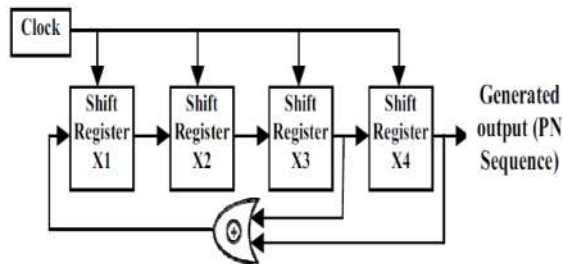 Clock
Shift
Register
X1
Shift
Register
X2
Shift
Register
X3
Shift
Register
X4
Generated
output (PN
Sequence)
+